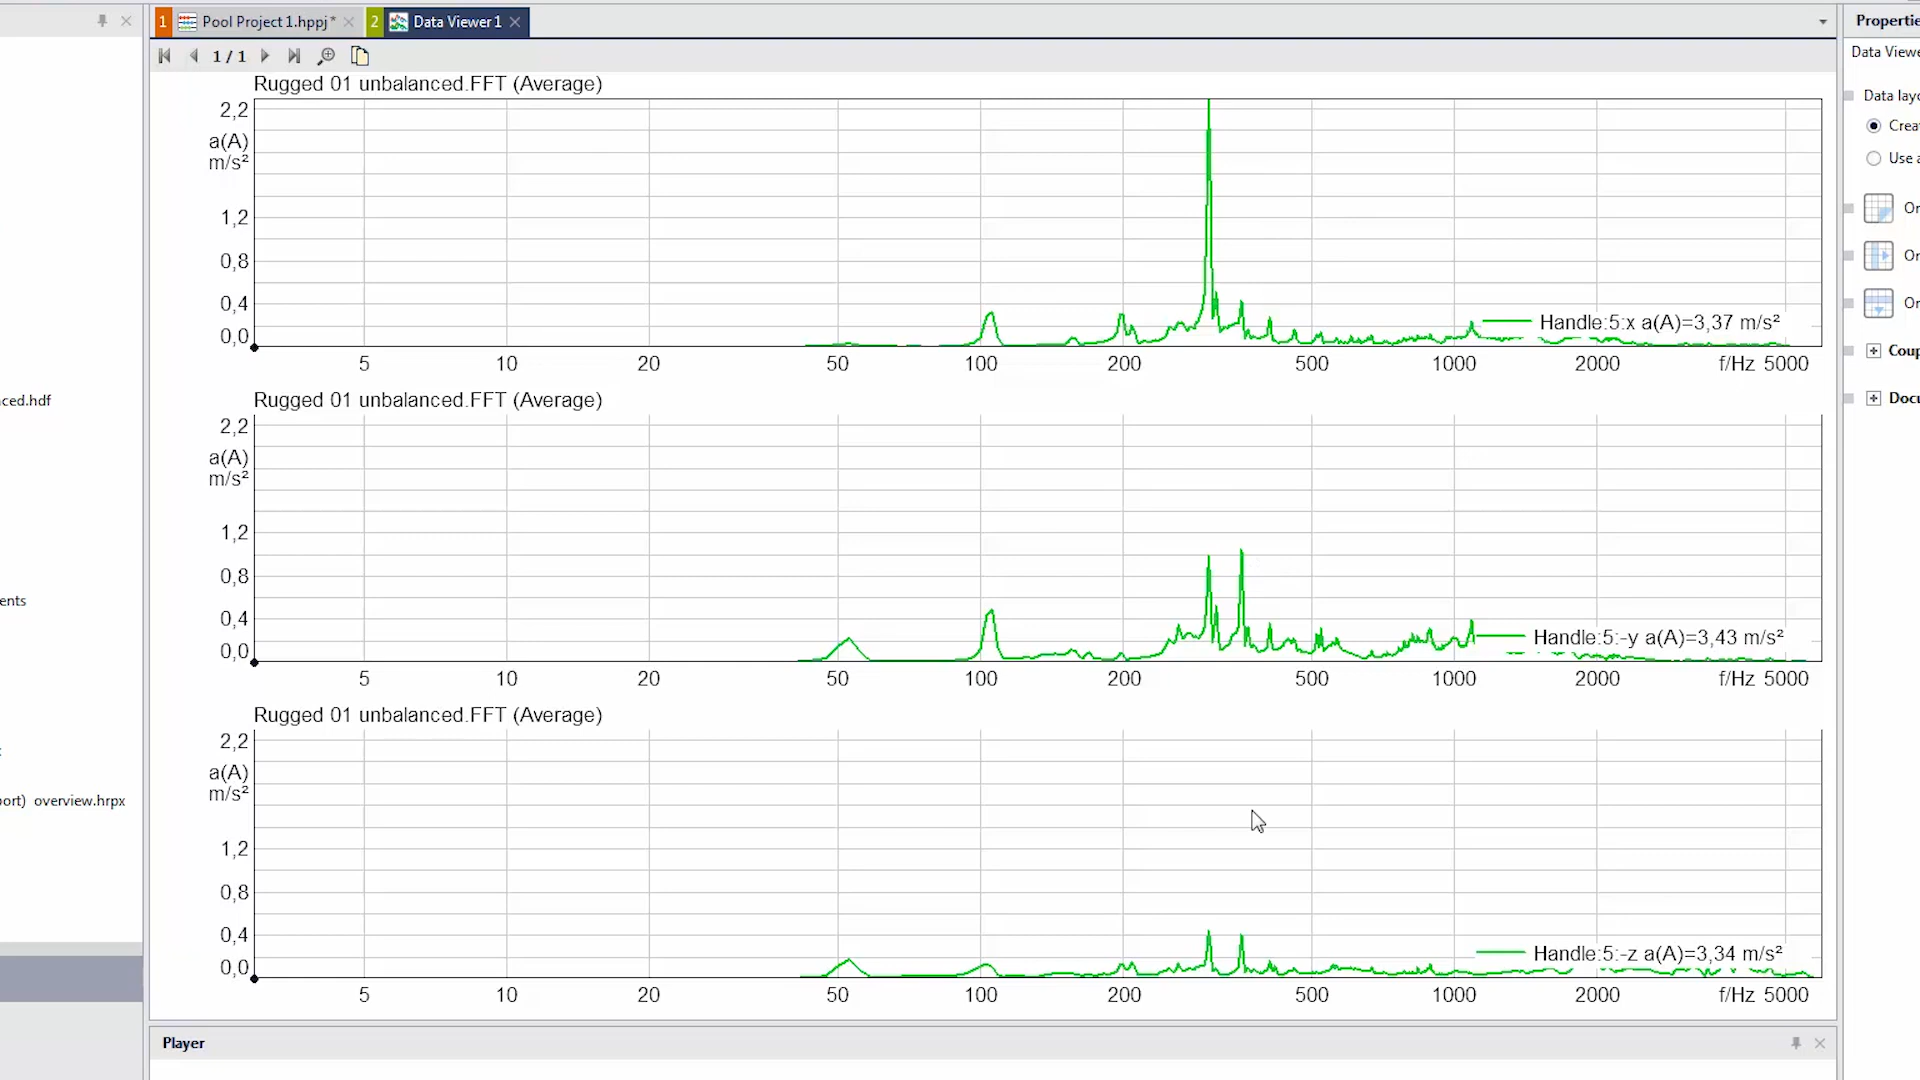 1 Pool Project 1.hppj* 2 Data Viewer 1
Properti
1 / 1
Data View
Data lay
Crea
Use a
Or
Or
Or
Coup
Docu
ced.hdf
ents
port) overview.hrpx
Rugged 01 unbalanced.FFT (Average)
2,2
a(A)
m/s²
1,2
0,8
0,4
0,0
Handle:5:x a(A)=3,37 m/s²
5 10 20 50 100 200 500 1000 2000 f/Hz 5000
Rugged 01 unbalanced.FFT (Average)
2,2
a(A)
m/s²
1,2
0,8
0,4
0,0
Handle:5:-y a(A)=3,43 m/s²
5 10 20 50 100 200 500 1000 2000 f/Hz 5000
Rugged 01 unbalanced.FFT (Average)
2,2
a(A)
m/s²
1,2
0,8
0,4
0,0
Handle:5:-z a(A)=3,34 m/s²
5 10 20 50 100 200 500 1000 2000 f/Hz 5000
Player